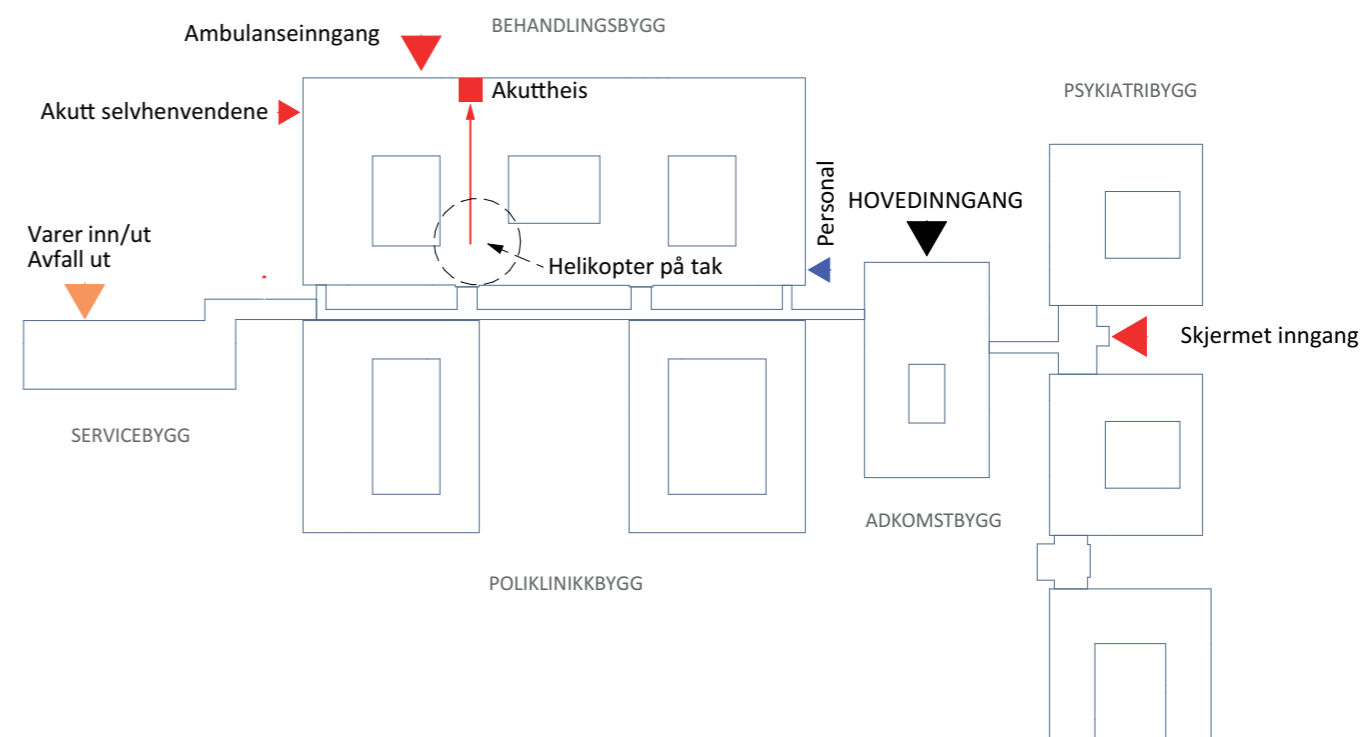 BEHANDLINGSBYGG
Ambulanseinngang
Akuttheis
Akutt selvhenvendene
PSYKIATRIBYGG
Personal
HOVEDINNGANG
Varer inn/ut
Avfall ut
Helikopter på tak
Skjermet inngang
SERVICEBYGG
ADKOMSTBYGG
POLIKLINIKKBYGG